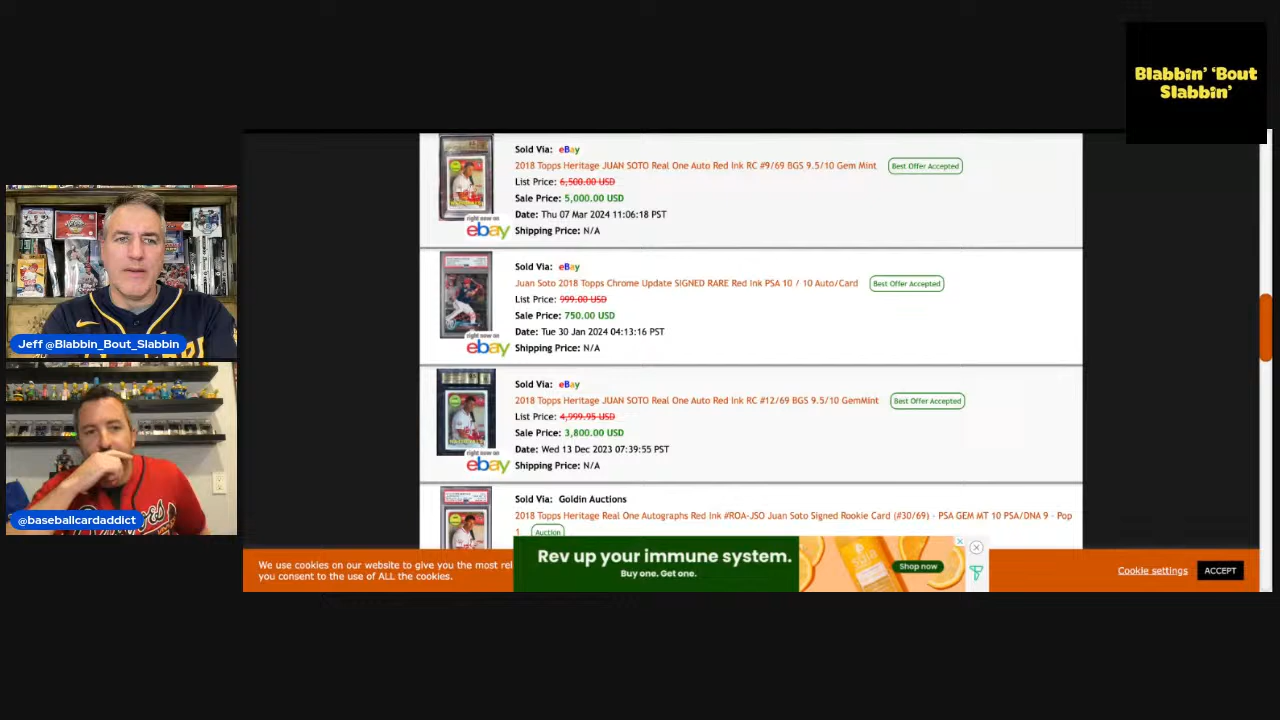 Blabbin' 'Bout
Slabbin'
Sold Via: eBay
2018 Topps Heritage JUAN SOTO Real One Auto Red Ink RC #9/69 BGS 9.5/10 Gem Mint Best Offer Accepted
List Price: 6,500.00 USD
Sale Price: 5,000.00 USD
Date: Thu 07 Mar 2024 11:06:18 PST
right now on
ebay Shipping Price: N/A
Sold Via: eBay
Juan Soto 2018 Topps Chrome Update SIGNED RARE Red Ink PSA 10 / 10 Auto/Card Best Offer Accepted
List Price: 999.00 USD
Sale Price: 750.00 USD
Date: Tue 30 Jan 2024 04:13:16 PST
right now on
ebay Shipping Price: N/A
Jeff @Blabbin_Bout_Slabbin
Sold Via: eBay
2018 Topps Heritage JUAN SOTO Real One Auto Red Ink RC #12/69 BGS 9.5/10 GemMint Best Offer Accepted
List Price: 4,999.95 USD
Sale Price: 3,800.00 USD
Date: Wed 13 Dec 2023 07:39:55 PST
right now on
ebay Shipping Price: N/A
Sold Via: Goldin Auctions
2018 Topps Heritage Real One Autographs Red Ink #ROA-JSO Juan Soto Signed Rookie Card (#30/69) - PSA GEM MT 10 PSA/DNA 9 - Pop
1 Auction
@baseballcardaddict
We use cookies on our website to give you the most rel
you consent to the use of ALL the cookies.
Rev up your immune system.
Buy one. Get one.
Shop now
Cookie settings ACCEPT